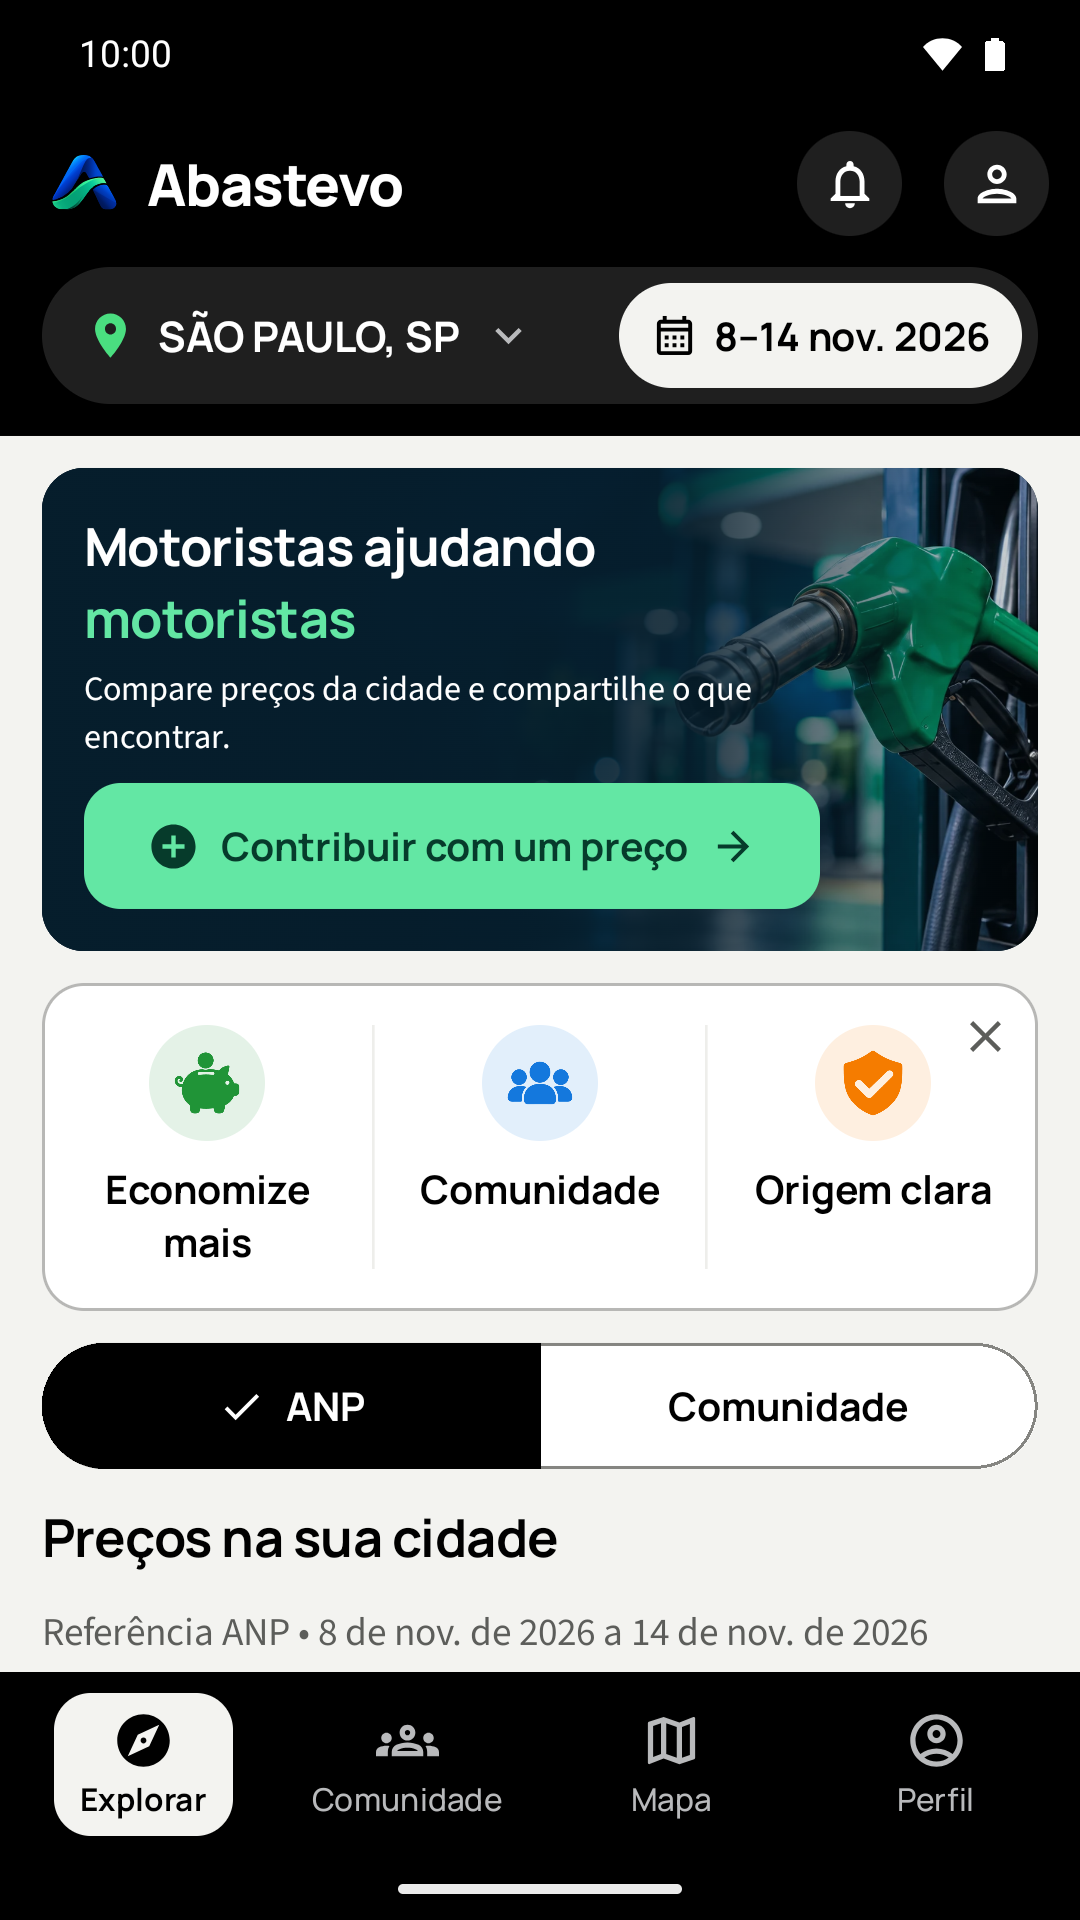 10:00
Abastevo
SÃO PAULO, SP
8–14 nov. 2026
Motoristas ajudando
motoristas
Compare preços da cidade e compartilhe o que
encontrar.
Contribuir com um preço
Economize
mais
Comunidade
Origem clara
ANP
Comunidade
Preços na sua cidade
Referência ANP • 8 de nov. de 2026 a 14 de nov. de 2026
Explorar
Comunidade
Mapa
Perfil